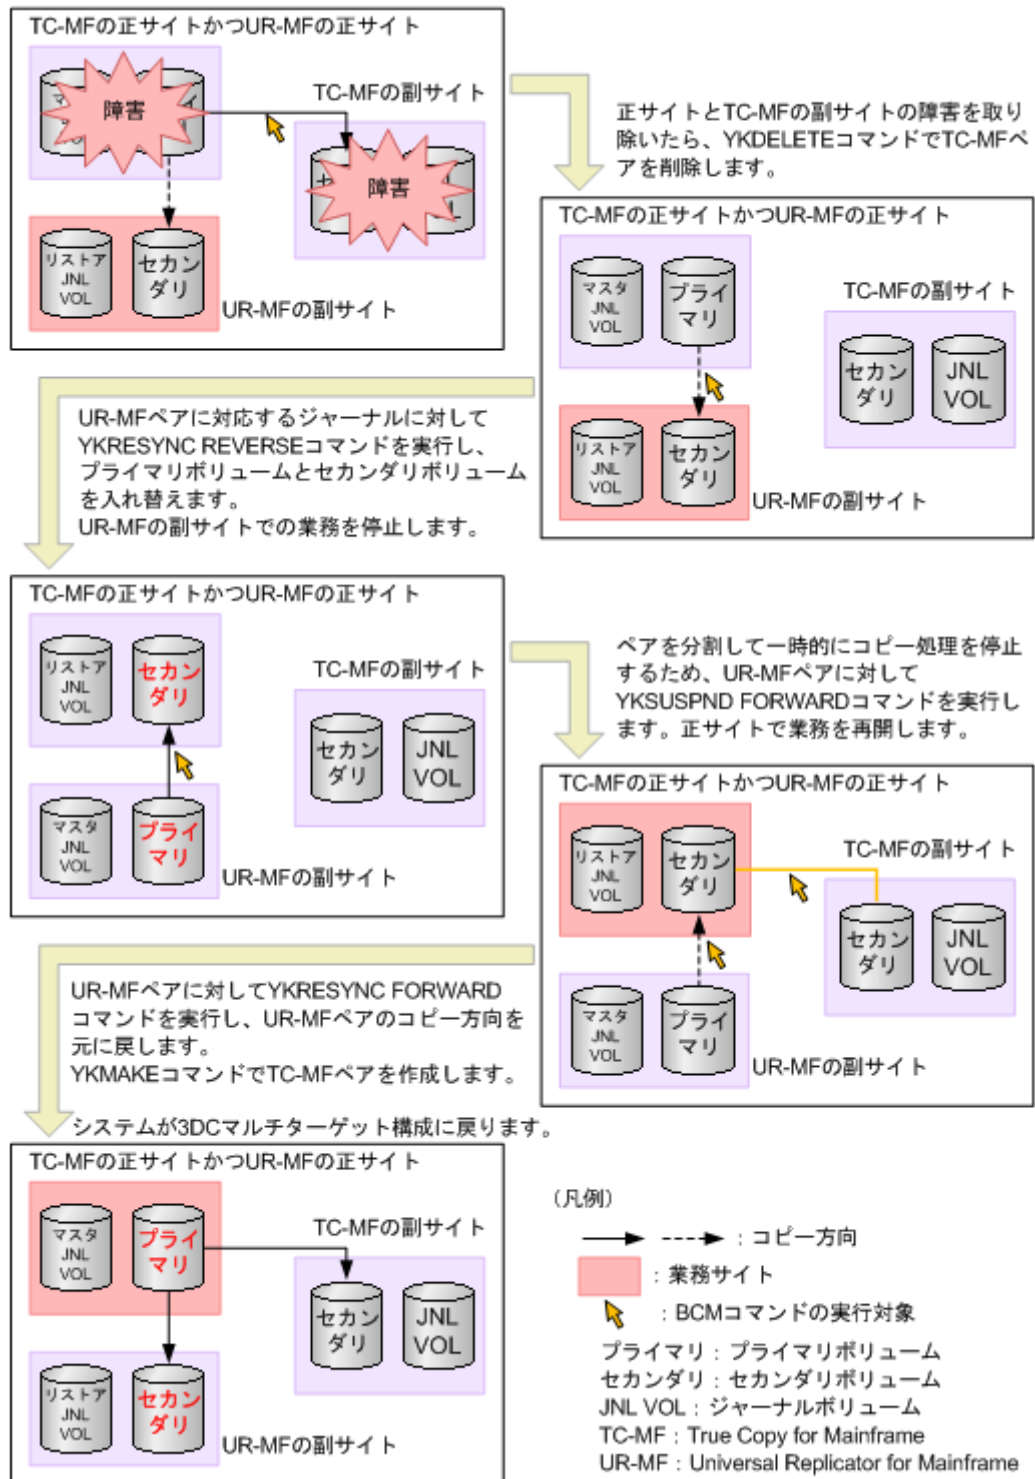 TC-MFの正サイトかつUR-MFの正サイト
障害
TC-MFの副サイト
障害
リストア
JNL
VOL
セカン
ダリ
UR-MFの副サイト
正サイトとTC-MFの副サイトの障害を取り
除いたら、YKDELETEコマンドでTC-MFペ
アを削除します。
TC-MFの正サイトかつUR-MFの正サイト
マスタ
JNL
VOL
プライ
マリ
TC-MFの副サイト
セカン
ダリ
JNL
VOL
リストア
JNL
VOL
セカン
ダリ
UR-MFの副サイト
UR-MFペアに対応するジャーナルに対して
YKRESYNC REVERSEコマンドを実行し、
プライマリボリュームとセカンダリボリューム
を入れ替えます。
UR-MFの副サイトでの業務を停止します。
TC-MFの正サイトかつUR-MFの正サイト
リストア
JNL
VOL
セカン
ダリ
TC-MFの副サイト
セカン
ダリ
JNL
VOL
マスタ
JNL
VOL
プライ
マリ
UR-MFの副サイト
ペアを分割して一時的にコピー処理を停止
するため、UR-MFペアに対して
YKSUSPND FORWARDコマンドを実行し
ます。正サイトで業務を再開します。
TC-MFの正サイトかつUR-MFの正サイト
リストア
JNL
VOL
セカン
ダリ
TC-MFの副サイト
セカン
ダリ
JNL
VOL
マスタ
JNL
VOL
プライ
マリ
UR-MFの副サイト
UR-MFペアに対してYKRESYNC FORWARD
コマンドを実行し、UR-MFペアのコピー方向を
元に戻します。
YKMAKEコマンドでTC-MFペアを作成します。
システムが3DCマルチターゲット構成に戻ります。
TC-MFの正サイトかつUR-MFの正サイト
マスタ
JNL
VOL
プライ
マリ
TC-MFの副サイト
セカン
ダリ
JNL
VOL
リストア
JNL
VOL
セカン
ダリ
UR-MFの副サイト
(凡例)
：コピー方向
：業務サイト
：BCMコマンドの実行対象
プライマリ：プライマリボリューム
セカンダリ：セカンダリボリューム
JNL VOL：ジャーナルボリューム
TC-MF：True Copy for Mainframe
UR-MF：Universal Replicator for Mainframe